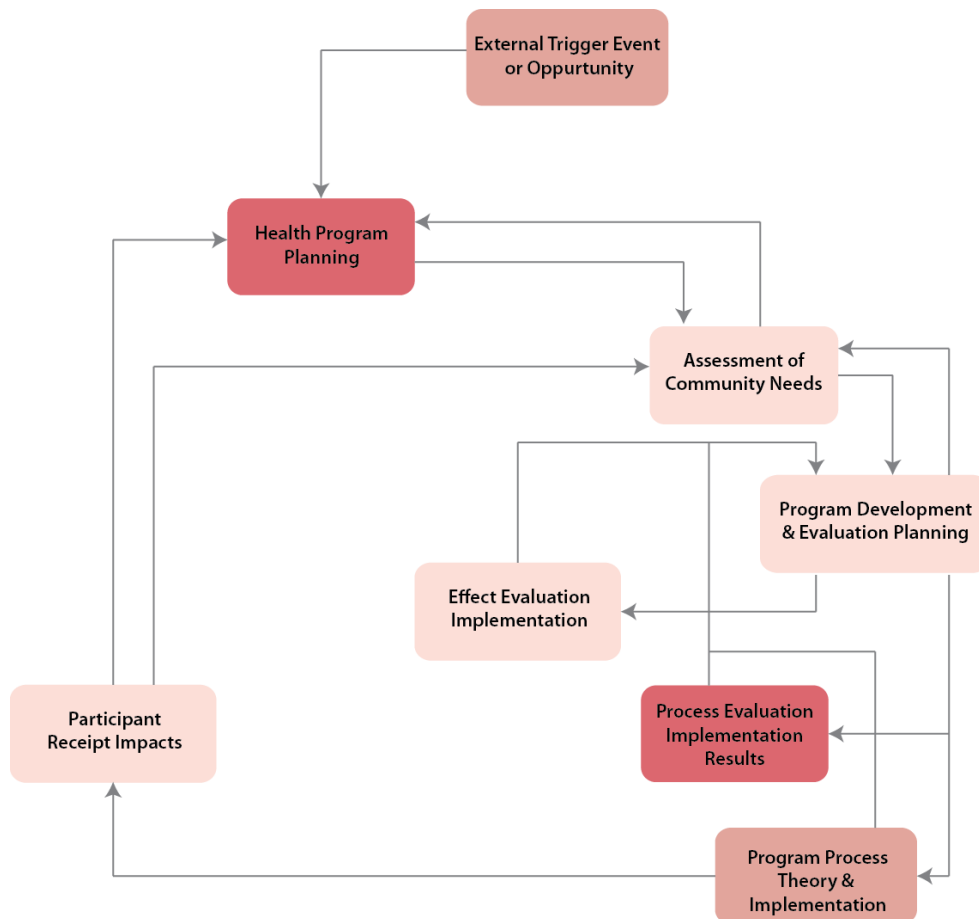 External Trigger Event
or Oppurtunity
Health Program
Planning
Assessment of
Community Needs
Program Development
& Evaluation Planning
Effect Evaluation
Implementation
Participant
Receipt Impacts
Process Evaluation
Implementation
Results
Program Process
Theory &
Implementation